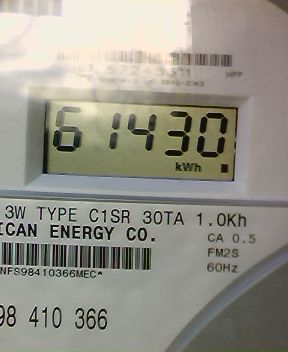 61430
kWh
3W TYPE C1SR 30TA 1.0Kh
ICAN ENERGY CO.
CA 0.5
FM2S
60Hz
NFS98410366MEC*
98 410 366